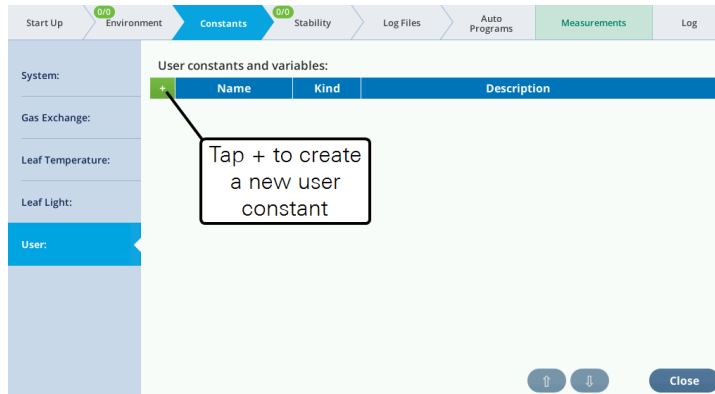 Start Up
0/0
Environment
Constants
0/0
Stability
Log Files
Auto
Programs
Measurements
Log
System:
Gas Exchange:
Leaf Temperature:
Leaf Light:
User:
User constants and variables:
+ Name Kind Description
Tap + to create
a new user
constant
⇧ ⇩ Close